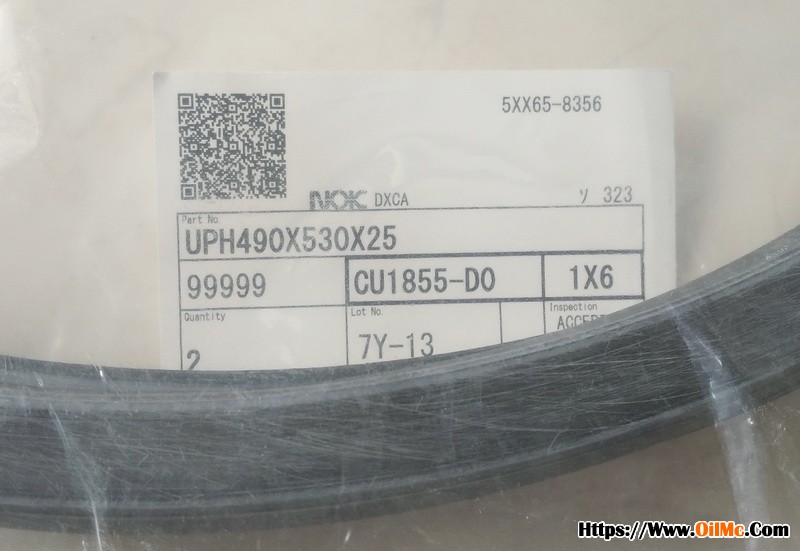 5XX65-8356
NOK DXCA
ソ 323
Part No.
UPH490X530X25
99999
CU1855-D0
1X6
Quantity
Lot No.
Inspection
2
7Y-13
Https://Www.OilMc.Com